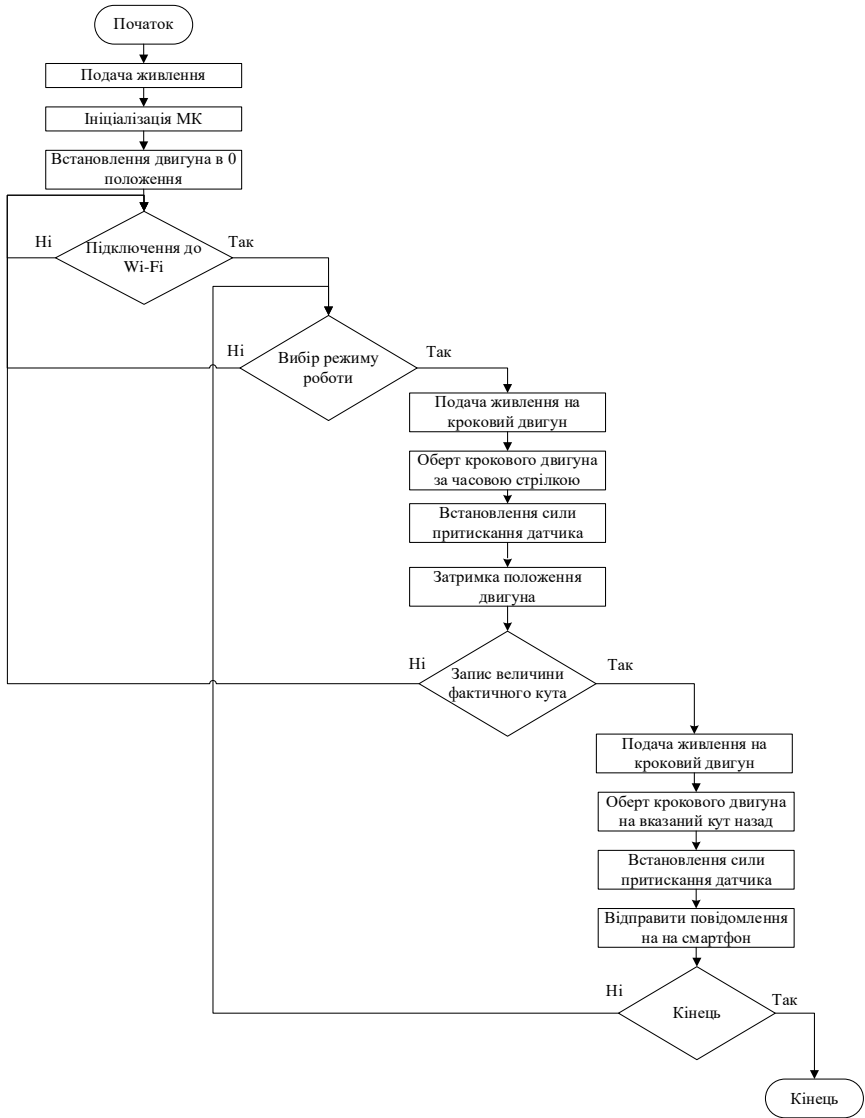 Початок
Подача живлення
Ініціалізація МК
Встановлення двигуна в 0
положення
Ні
Так
Підключення до
Wi-Fi
Ні
Так
Вибір режиму
роботи
Подача живлення на
кроковий двигун
Оберт крокового двигуна
за часовою стрілкою
Встановлення сили
притискання датчика
Затримка положення
двигуна
Ні
Так
Запис величини
фактичного кута
Подача живлення на
кроковий двигун
Оберт крокового двигуна
на вказаний кут назад
Встановлення сили
притискання датчика
Відправити повідомлення
на на смартфон
Ні
Так
Кінець
Кінець